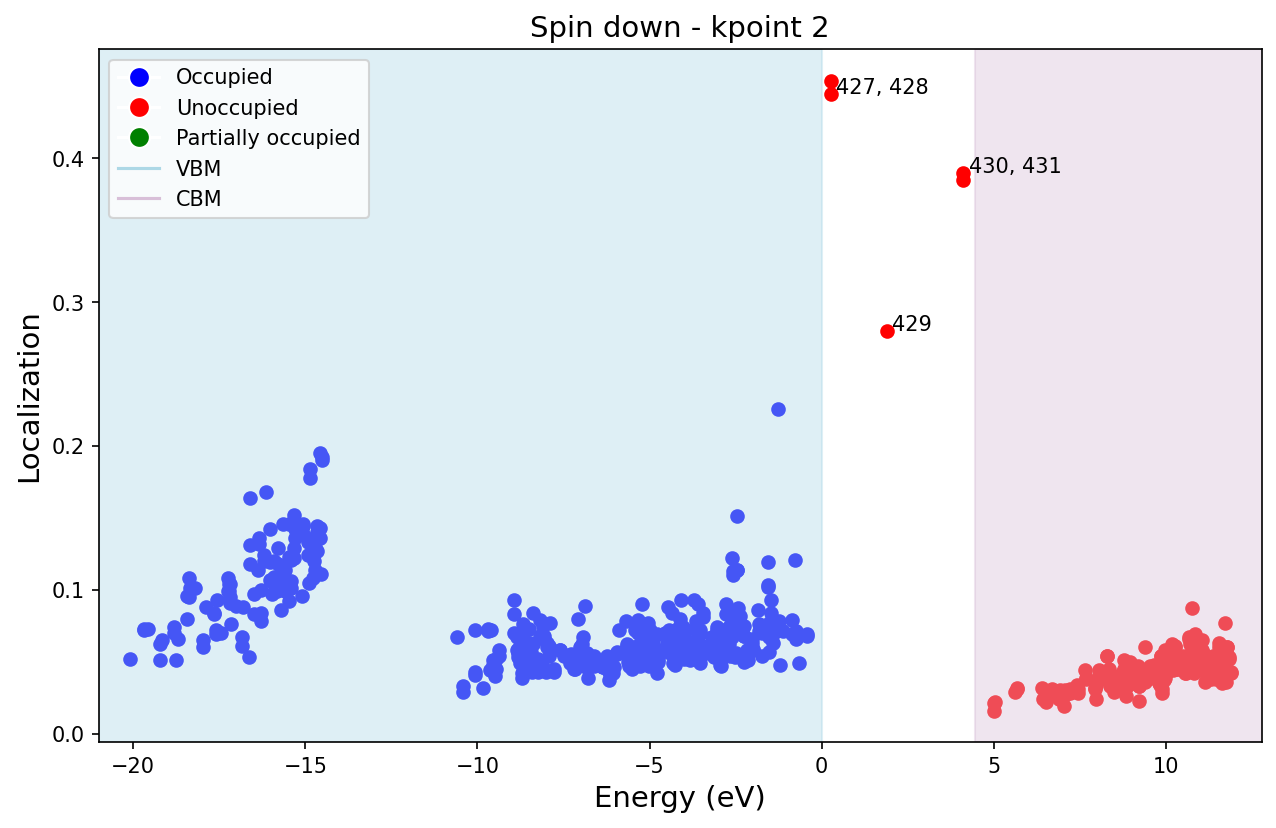 Spin down - kpoint 2
Occupied
Unoccupied
Partially occupied
VBM
CBM
427, 428
430, 431
429
Localization
0.4
0.3
0.2
0.1
0.0
−20
−15
−10
−5
0
5
10
Energy (eV)